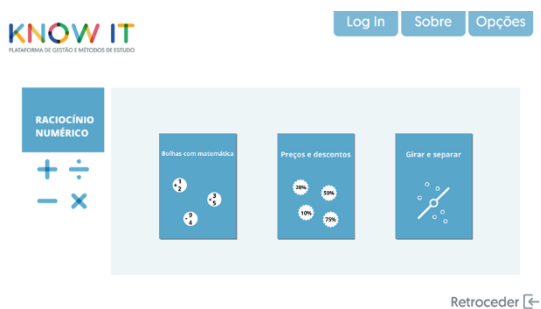 KNOW IT
PLATAFORMA DE GESTÃO E MÉTODOS DE ESTUDO
Log In
Sobre
Opções
RACIOCÍNIO
NUMÉRICO
+ ÷
− ×
Bolhas com matemática
Preços e descontos
Girar e separar
20%
50%
10%
75%
Retroceder